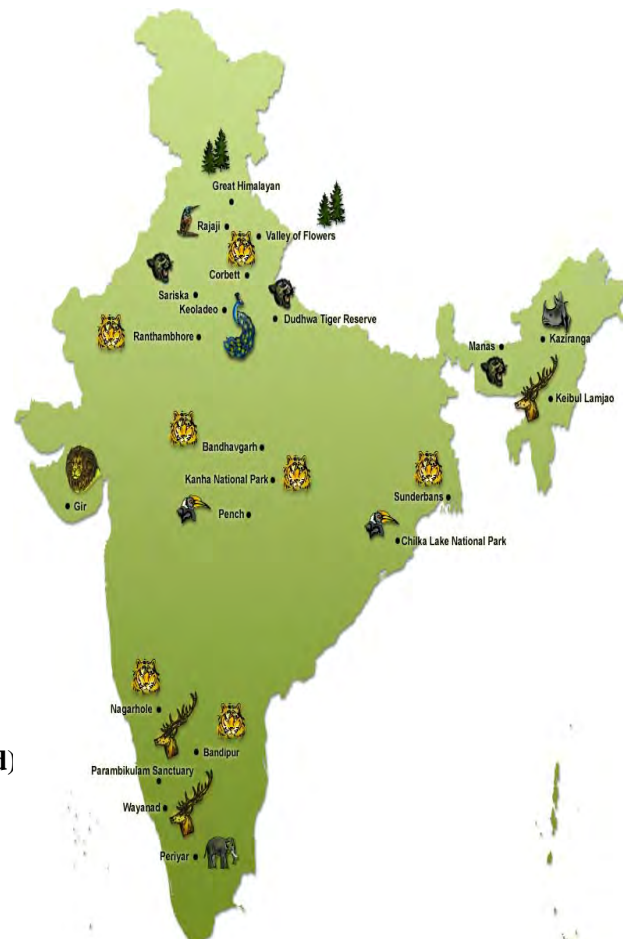 Great Himalayan
Rajaji
Valley of Flowers
Corbett
Sariska
Keoladeo
Dudhwa Tiger Reserve
Ranthambhore
Manas
Kaziranga
Keibul Lamjao
Bandhavgarh
Kanha National Park
Sunderbans
Gir
Pench
Chilka Lake National Park
Nagarhole
Bandipur
d)
Parambikulam Sanctuary
Wayanad
Periyar